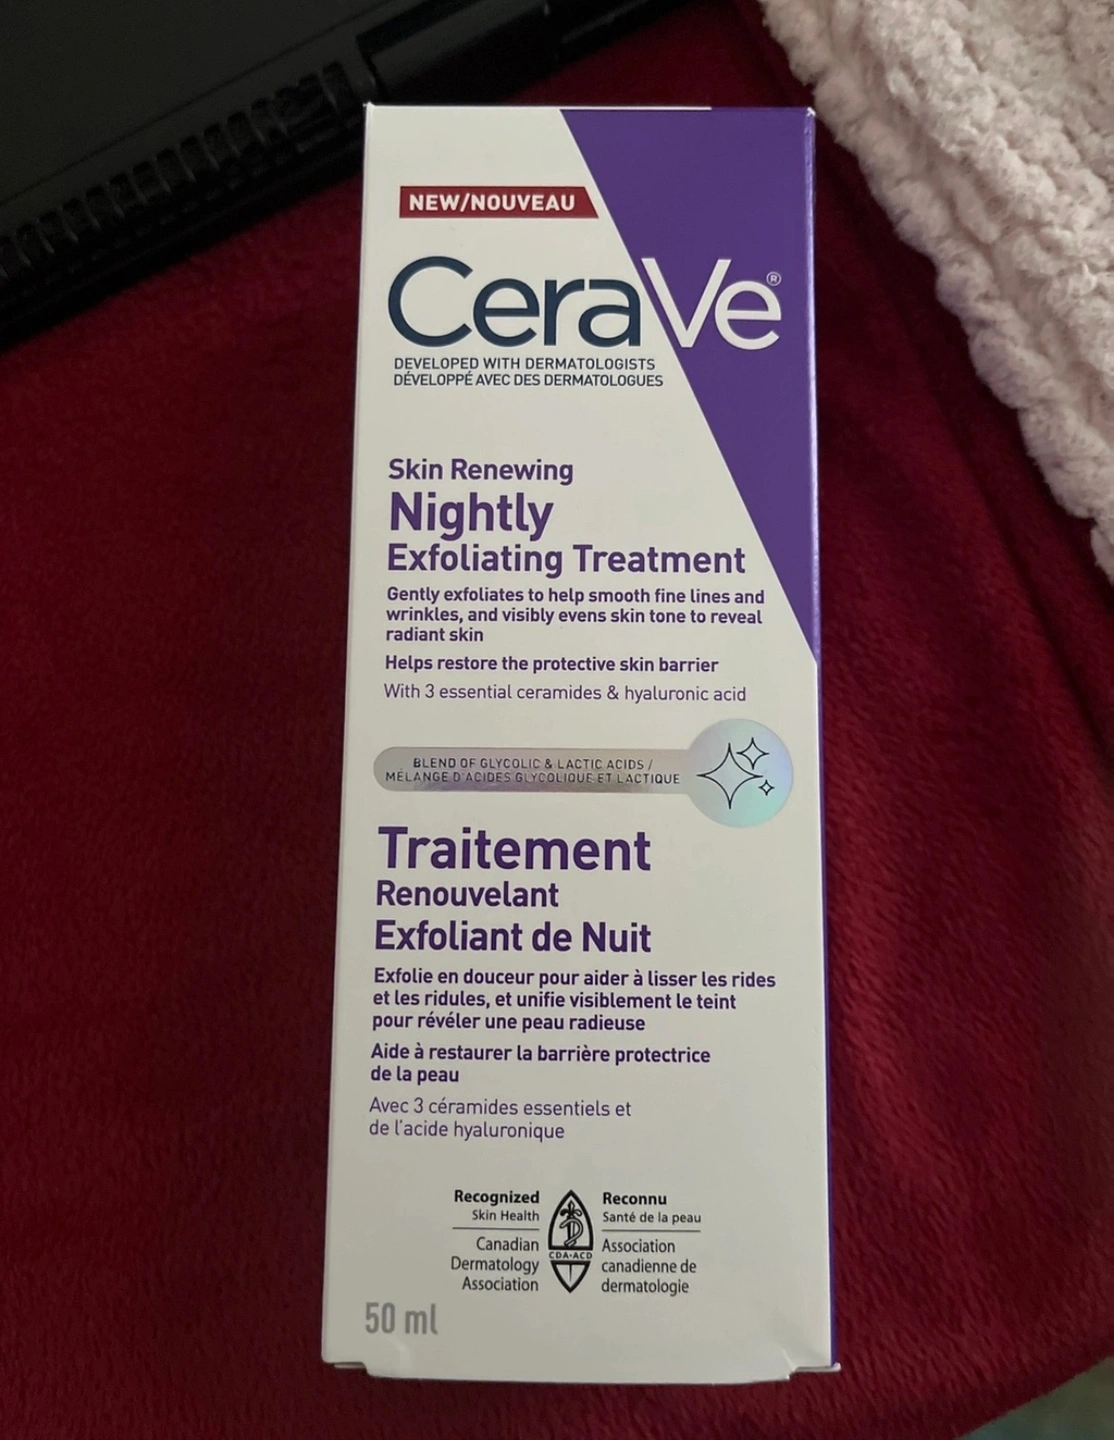 NEW/NOUVEAU
CeraVe®
DEVELOPED WITH DERMATOLOGISTS
DÉVELOPPÉ AVEC DES DERMATOLOGUES
Skin Renewing
Nightly
Exfoliating Treatment
Gently exfoliates to help smooth fine lines and
wrinkles, and visibly evens skin tone to reveal
radiant skin
Helps restore the protective skin barrier
With 3 essential ceramides & hyaluronic acid
BLEND OF GLYCOLIC & LACTIC ACIDS /
MÉLANGE D'ACIDES GLYCOLIQUE ET LACTIQUE
Traitement
Renouvelant
Exfoliant de Nuit
Exfolie en douceur pour aider à lisser les rides
et les ridules, et unifie visiblement le teint
pour révéler une peau radieuse
Aide à restaurer la barrière protectrice
de la peau
Avec 3 céramides essentiels et
de l'acide hyaluronique
Recognized
Skin Health
Canadian
Dermatology
Association
CDA•ACD
Reconnu
Santé de la peau
Association
canadienne de
dermatologie
50 ml